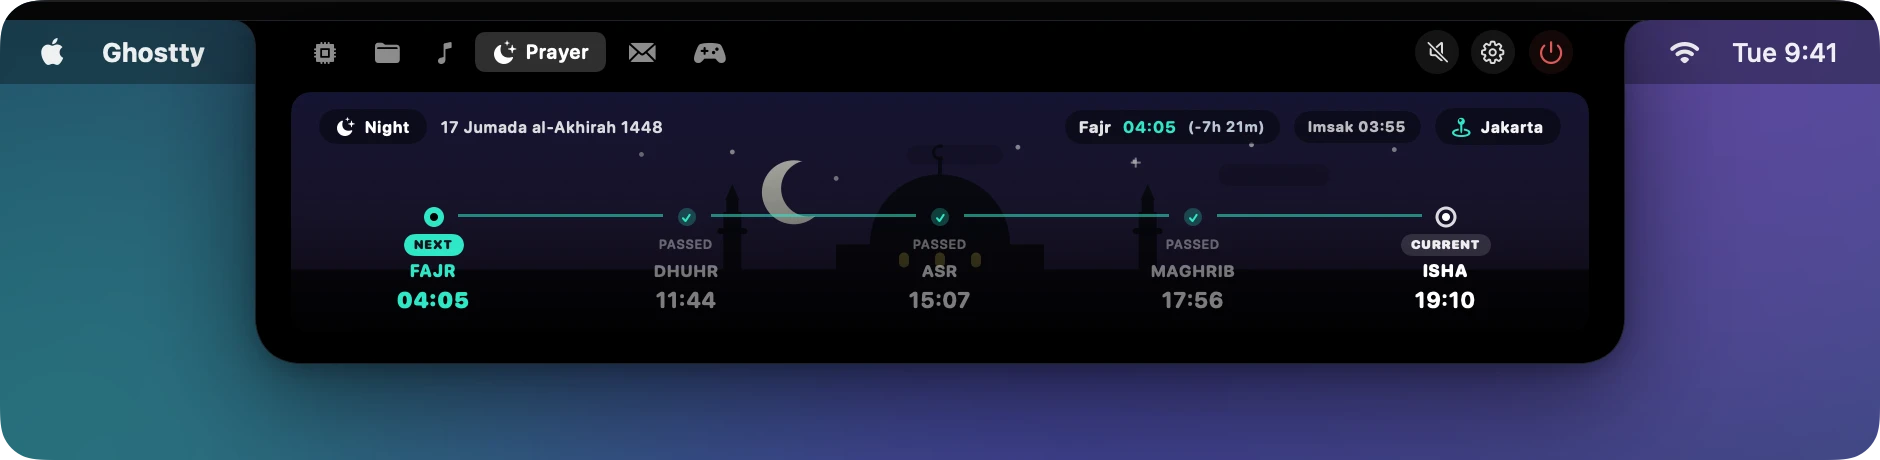 Ghostty
Prayer
Tue 9:41
Night
17 Jumada al-Akhirah 1448
Fajr 04:05 (-7h 21m)
Imsak 03:55
Jakarta
NEXT
FAJR
04:05
PASSED
DHUHR
11:44
PASSED
ASR
15:07
PASSED
MAGHRIB
17:56
CURRENT
ISHA
19:10